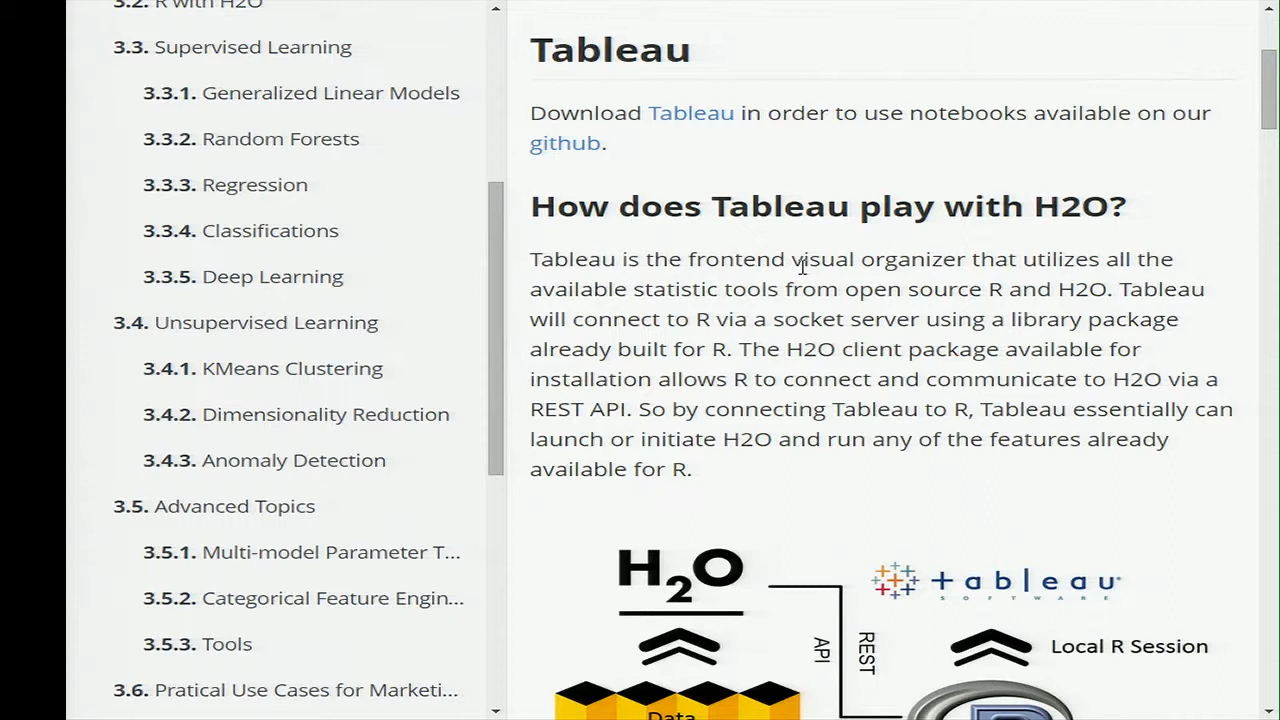 3.2. R with H2O
3.3. Supervised Learning
3.3.1. Generalized Linear Models
3.3.2. Random Forests
3.3.3. Regression
3.3.4. Classifications
3.3.5. Deep Learning
3.4. Unsupervised Learning
3.4.1. KMeans Clustering
3.4.2. Dimensionality Reduction
3.4.3. Anomaly Detection
3.5. Advanced Topics
3.5.1. Multi-model Parameter T...
3.5.2. Categorical Feature Engin...
3.5.3. Tools
3.6. Pratical Use Cases for Marketi...
Tableau
Download Tableau in order to use notebooks available on our
github.
How does Tableau play with H2O?
Tableau is the frontend visual organizer that utilizes all the
available statistic tools from open source R and H2O. Tableau
will connect to R via a socket server using a library package
already built for R. The H2O client package available for
installation allows R to connect and communicate to H2O via a
REST API. So by connecting Tableau to R, Tableau essentially can
launch or initiate H2O and run any of the features already
available for R.
H2O
+ableau
SOFTWARE
API
REST
Local R Session
Data
R